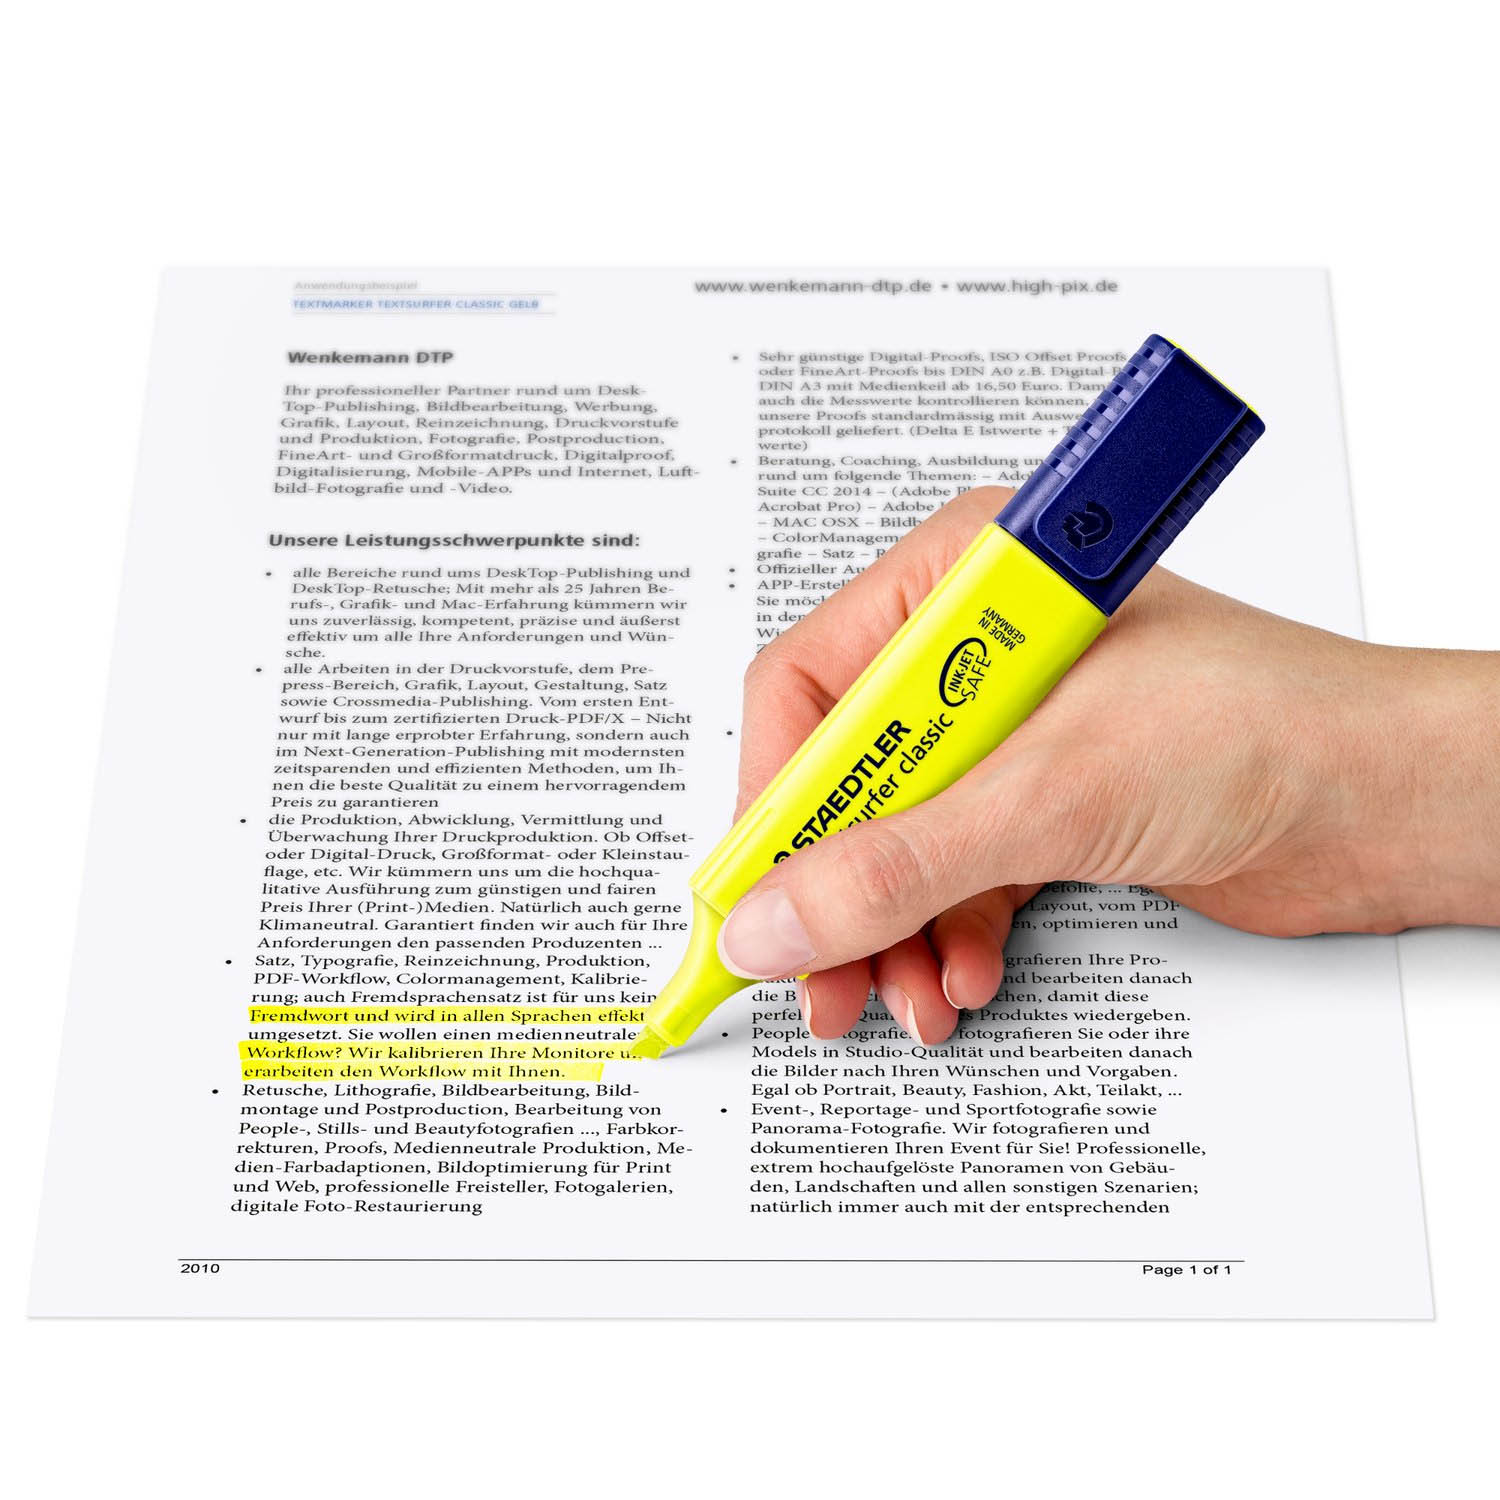 Anwendungsbeispiel
TEXTMARKER TEXTSURFER CLASSIC GELB
www.wenkemann-dtp.de • www.high-pix.de
Wenkemann DTP
Ihr professioneller Partner rund um Desk-
Top-Publishing, Bildbearbeitung, Werbung,
Grafik, Layout, Reinzeichnung, Druckvorstufe
und Produktion, Fotografie, Postproduction,
FineArt- und Großformatdruck, Digitalproof,
Digitalisierung, Mobile-APPs und Internet, Luft-
bild-Fotografie und -Video.
Unsere Leistungsschwerpunkte sind:
• alle Bereiche rund ums DeskTop-Publishing und
DeskTop-Retusche; Mit mehr als 25 Jahren Be-
rufs-, Grafik- und Mac-Erfahrung kümmern wir
uns zuverlässig, kompetent, präzise und äußerst
effektiv um alle Ihre Anforderungen und Wün-
sche.
• alle Arbeiten in der Druckvorstufe, dem Pre-
press-Bereich, Grafik, Layout, Gestaltung, Satz
sowie Crossmedia-Publishing. Vom ersten Ent-
wurf bis zum zertifizierten Druck-PDF/X – Nicht
nur mit lange erprobter Erfahrung, sondern auch
im Next-Generation-Publishing mit modernsten
zeitsparenden und effizienten Methoden, um Ih-
nen die beste Qualität zu einem hervorragendem
Preis zu garantieren
• die Produktion, Abwicklung, Vermittlung und
Überwachung Ihrer Druckproduktion. Ob Offset-
oder Digital-Druck, Großformat- oder Kleinstau-
flage, etc. Wir kümmern uns um die hochqua-
litative Ausführung zum günstigen und fairen
Preis Ihrer (Print-)Medien. Natürlich auch gerne
Klimaneutral. Garantiert finden wir auch für Ihre
Anforderungen den passenden Produzenten ...
• Satz, Typografie, Reinzeichnung, Produktion,
PDF-Workflow, Colormanagement, Kalibrie-
rung; auch Fremdsprachensatz ist für uns kein
Fremdwort und wird in allen Sprachen effekt
umgesetzt. Sie wollen einen medienneutrale
Workflow? Wir kalibrieren Ihre Monitore u
erarbeiten den Workflow mit Ihnen.
• Retusche, Lithografie, Bildbearbeitung, Bild-
montage und Postproduction, Bearbeitung von
People-, Stills- und Beautyfotografien ..., Farbkor-
rekturen, Proofs, Medienneutrale Produktion, Me-
dien-Farbadaptionen, Bildoptimierung für Print
und Web, professionelle Freisteller, Fotogalerien,
digitale Foto-Restaurierung
• Sehr günstige Digital-Proofs, ISO Offset Proofs
oder FineArt-Proofs bis DIN A0 z.B. Digital-P
DIN A3 mit Medienkeil ab 16,50 Euro. Dam
auch die Messwerte kontrollieren können,
unsere Proofs standardmässig mit Auswe
protokoll geliefert. (Delta E Istwerte +
werte)
• Beratung, Coaching, Ausbildung un
rund um folgende Themen: – Ado
Suite CC 2014 – (Adobe
Acrobat Pro) – Adobe
– MAC OSX – Bildb
– ColorManagem
grafie – Satz –
• Offizieller Au
• APP-Erstel
Sie möc
in der
STAEDTLER
surfer classic
INK-JET
SAFE
MADE IN
GERMANY
efolie, ...
Layout, vom PDF
en, optimieren und
grafieren Ihre Pro-
nd bearbeiten danach
die B hen, damit diese
perfe Qua s Produktes wiedergeben.
• People ografie fotografieren Sie oder ihre
Models in Studio-Qualität und bearbeiten danach
die Bilder nach Ihren Wünschen und Vorgaben.
Egal ob Portrait, Beauty, Fashion, Akt, Teilakt, ...
• Event-, Reportage- und Sportfotografie sowie
Panorama-Fotografie. Wir fotografieren und
dokumentieren Ihren Event für Sie! Professionelle,
extrem hochaufgelöste Panoramen von Gebäu-
den, Landschaften und allen sonstigen Szenarien;
natürlich immer auch mit der entsprechenden
2010
Page 1 of 1